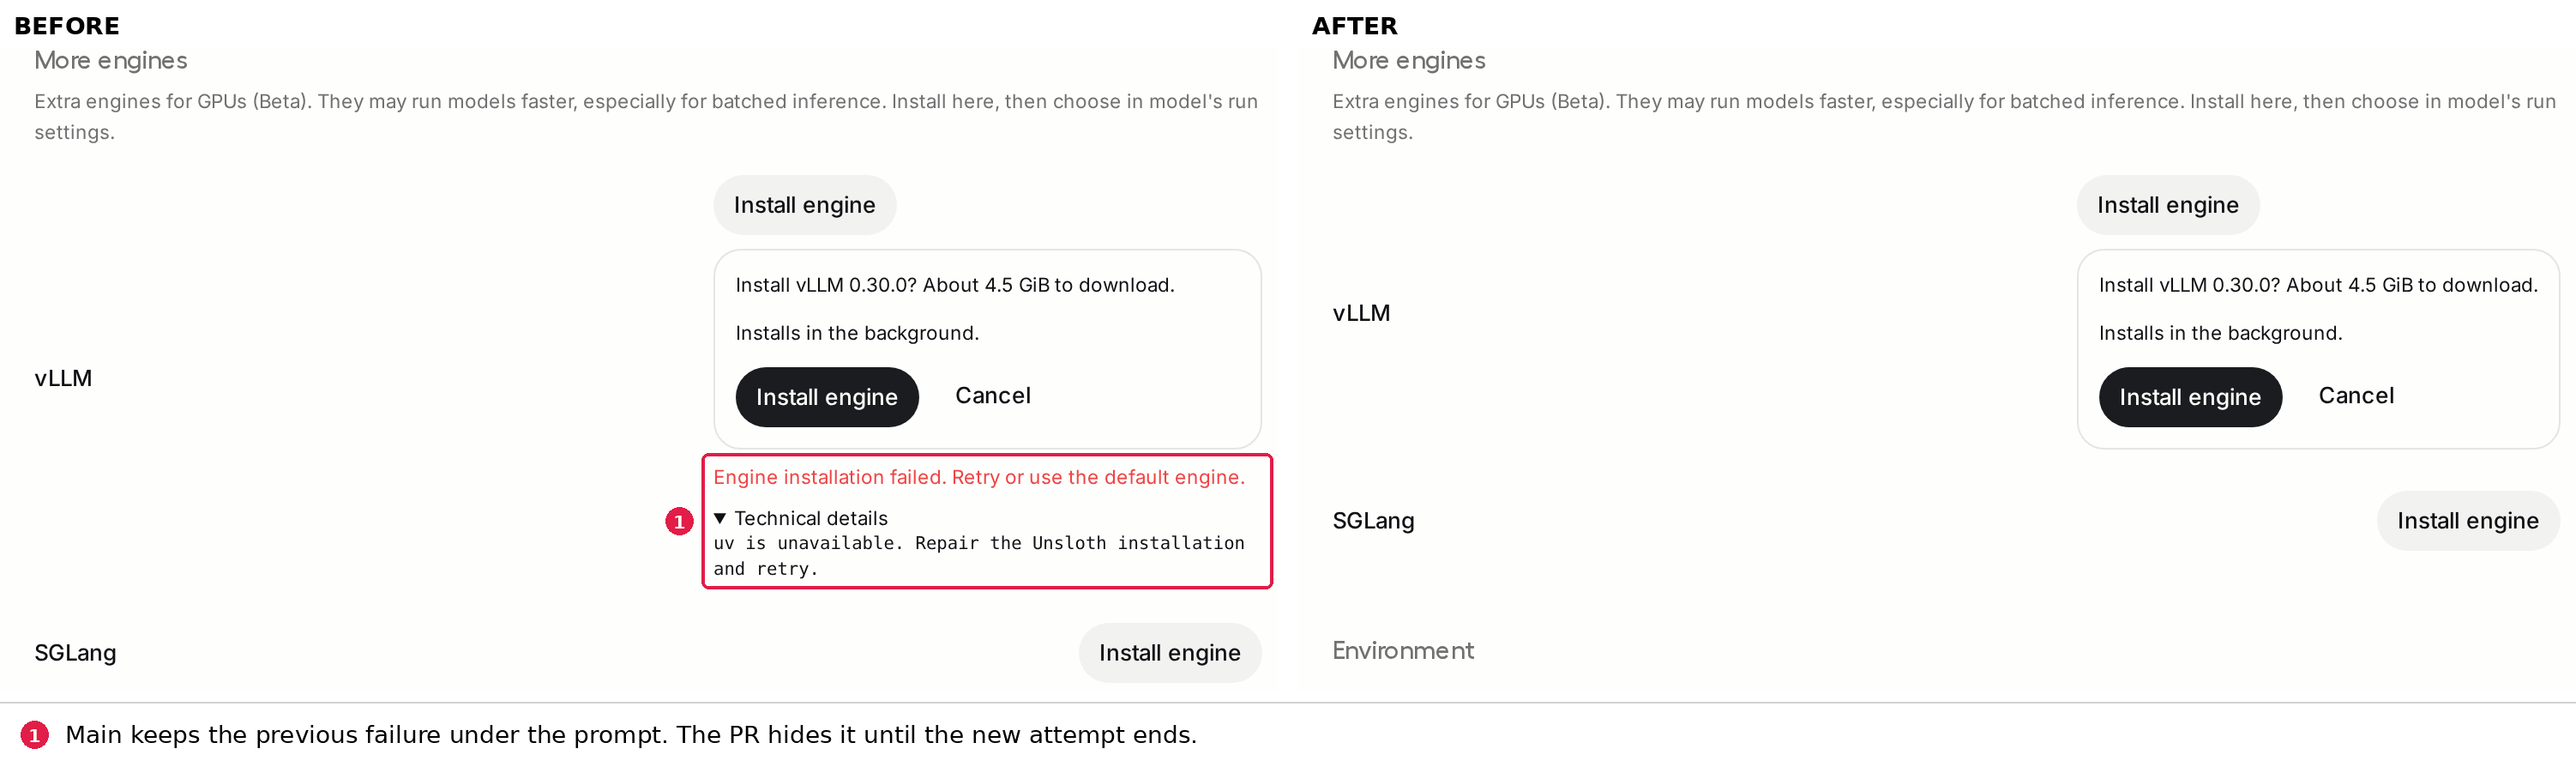 BEFORE
More engines
Extra engines for GPUs (Beta). They may run models faster, especially for batched inference. Install here, then choose in model's run
settings.
Install engine
Install vLLM 0.30.0? About 4.5 GiB to download.
Installs in the background.
Install engine
Cancel
vLLM
Engine installation failed. Retry or use the default engine.
1
▼ Technical details
uv is unavailable. Repair the Unsloth installation
and retry.
SGLang
Install engine
AFTER
More engines
Extra engines for GPUs (Beta). They may run models faster, especially for batched inference. Install here, then choose in model's run
settings.
Install engine
Install vLLM 0.30.0? About 4.5 GiB to download.
vLLM
Installs in the background.
Install engine
Cancel
SGLang
Install engine
Environment
1 Main keeps the previous failure under the prompt. The PR hides it until the new attempt ends.